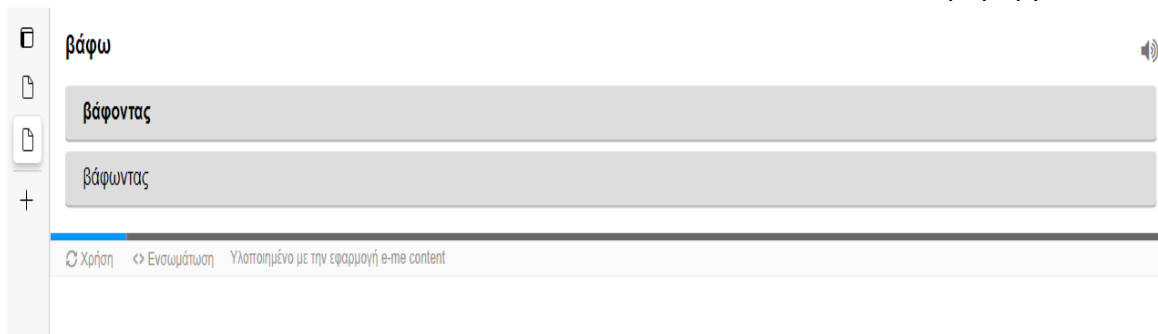 βάφω
βάφοντας
βάφωντας
Χρήση <> Ενσωμάτωση Υλοποιημένο με την εφαρμογή e-me content